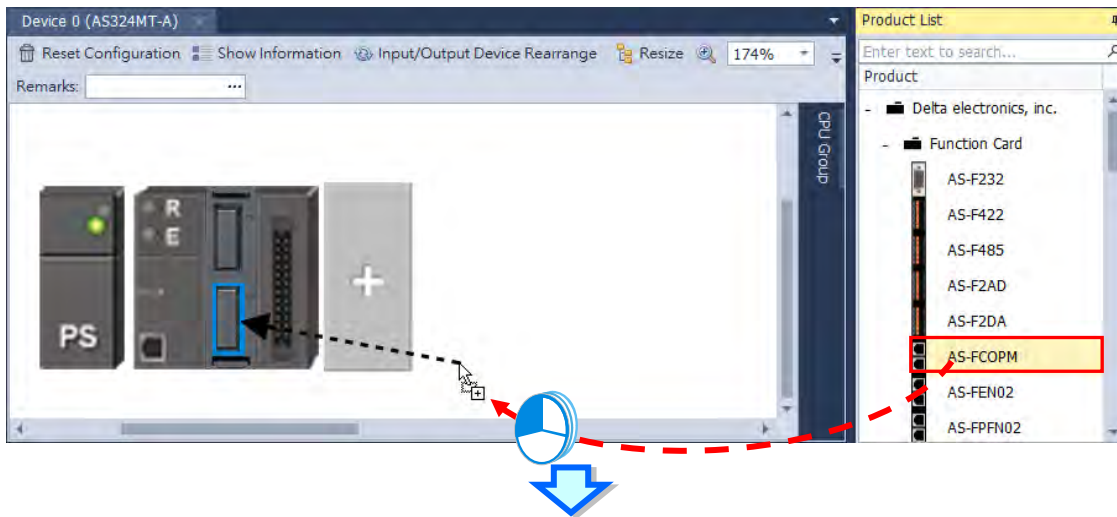 Device 0 (AS324MT-A)
Reset Configuration Show Information Input/Output Device Rearrange Resize 174%
Remarks: ...
CPU Group
R
E
PS
+
Product List
Enter text to search...
Product
- Delta electronics, inc.
- Function Card
AS-F232
AS-F422
AS-F485
AS-F2AD
AS-F2DA
AS-FCOPM
AS-FEN02
AS-FPFN02